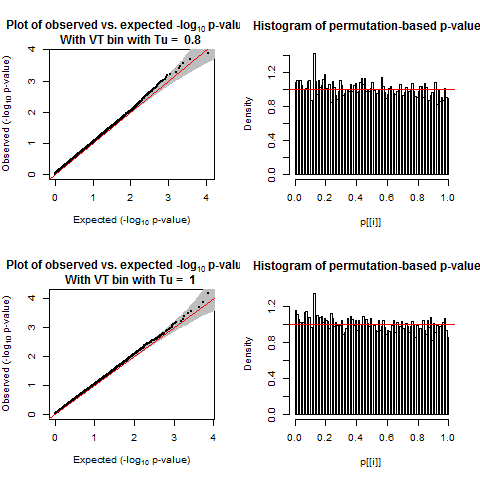 Plot of observed vs. expected -log10 p-valu
With VT bin with Tu = 0.8
4
3
2
1
0
Observed (-log10 p-value)
0 1 2 3 4
Expected (-log10 p-value)
Histogram of permutation-based p-value
1.2
0.8
0.4
0.0
Density
0.0 0.2 0.4 0.6 0.8 1.0
p[[i]]
Plot of observed vs. expected -log10 p-valu
With VT bin with Tu = 1
4
3
2
1
0
Observed (-log10 p-value)
0 1 2 3 4
Expected (-log10 p-value)
Histogram of permutation-based p-value
1.2
0.8
0.4
0.0
Density
0.0 0.2 0.4 0.6 0.8 1.0
p[[i]]